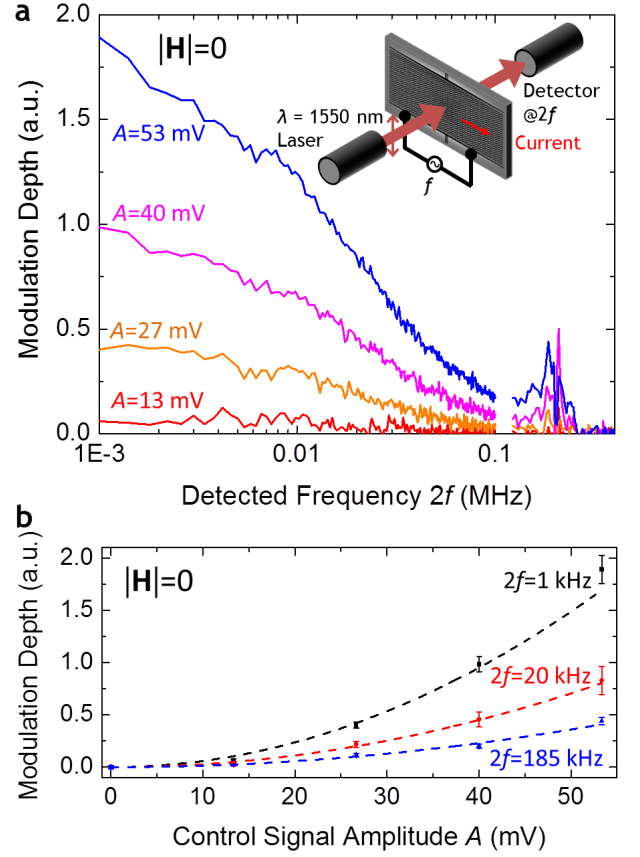 a
|H|=0
2.0
1.5
1.0
0.5
0.0
Modulation Depth (a.u.)
A=53 mV
A=40 mV
A=27 mV
A=13 mV
λ = 1550 nm
Laser
Detector
@2f
Current
f
1E-3
0.01
0.1
Detected Frequency 2f (MHz)
b
|H|=0
2.0
1.5
1.0
0.5
0.0
Modulation Depth (a.u.)
2f=1 kHz
2f=20 kHz
2f=185 kHz
0
10
20
30
40
50
Control Signal Amplitude A (mV)